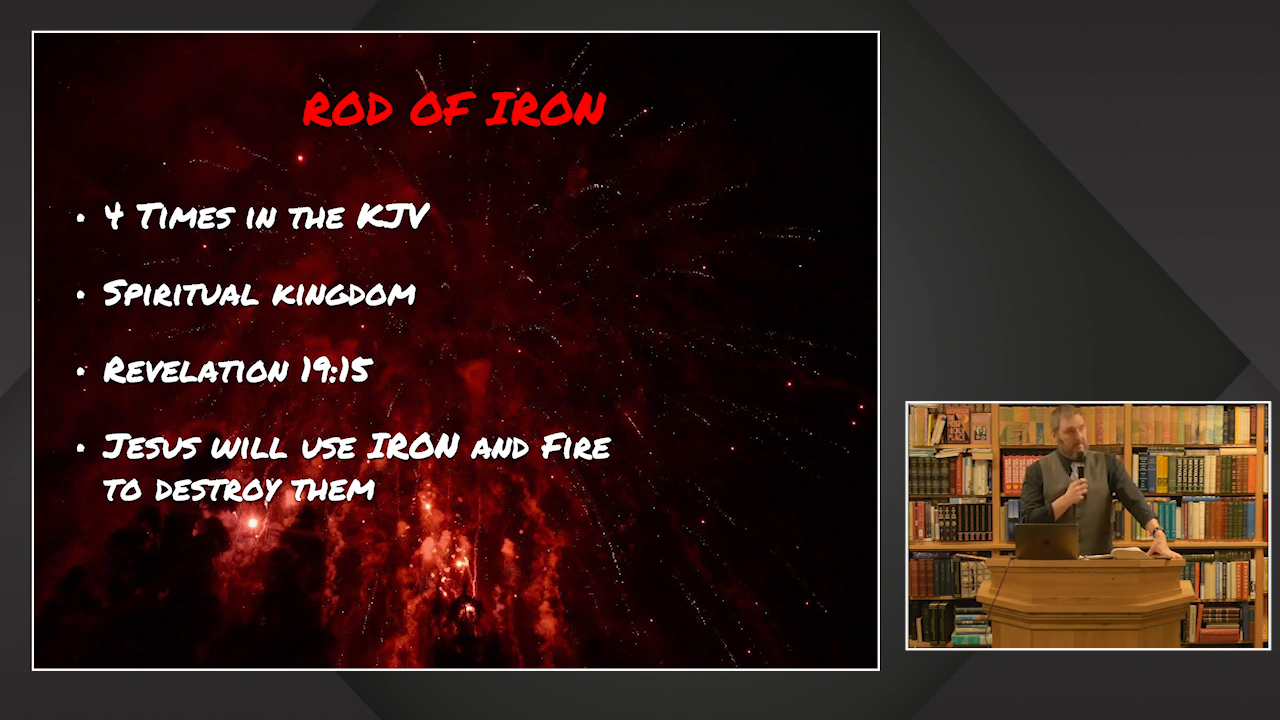 ROD OF IRON
• 4 Times in the KJV
• Spiritual kingdom
• Revelation 19:15
• Jesus will use IRON and Fire
to destroy them